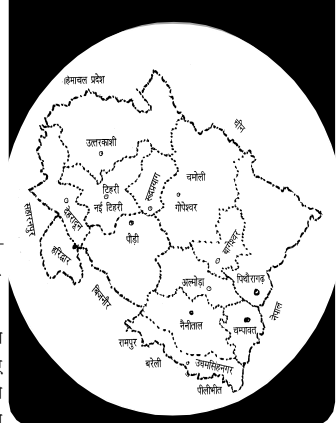 हिमाचल प्रदेश
चीन
उत्तरकाशी
चमोली
रुद्रप्रयाग
टिहरी
नई टिहरी
गोपेश्वर
सहारनपुर
देहरादून
पौड़ी
बागेश्वर
हरिद्वार
पिथौरागढ़
अल्मोड़ा
बिजनौर
नेपाल
नैनीताल
चम्पावत
रामपुर
उधमसिंहनगर
बरेली
पीलीभीत